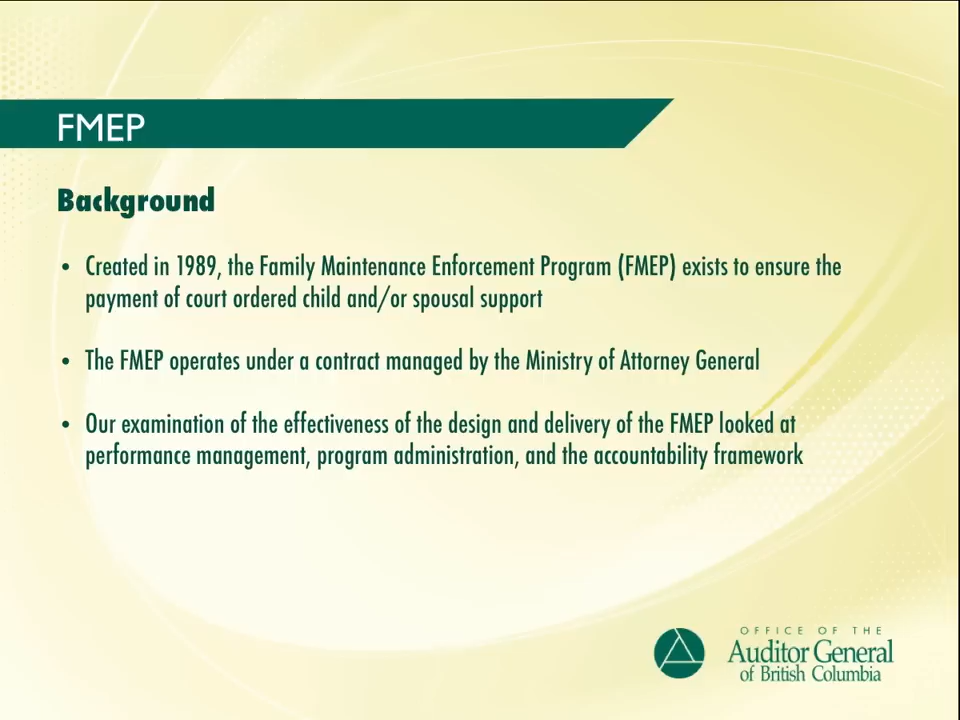 FMEP
Background
• Created in 1989, the Family Maintenance Enforcement Program (FMEP) exists to ensure the
payment of court ordered child and/or spousal support
• The FMEP operates under a contract managed by the Ministry of Attorney General
• Our examination of the effectiveness of the design and delivery of the FMEP looked at
performance management, program administration, and the accountability framework
OFFICE OF THE
Auditor General
of British Columbia